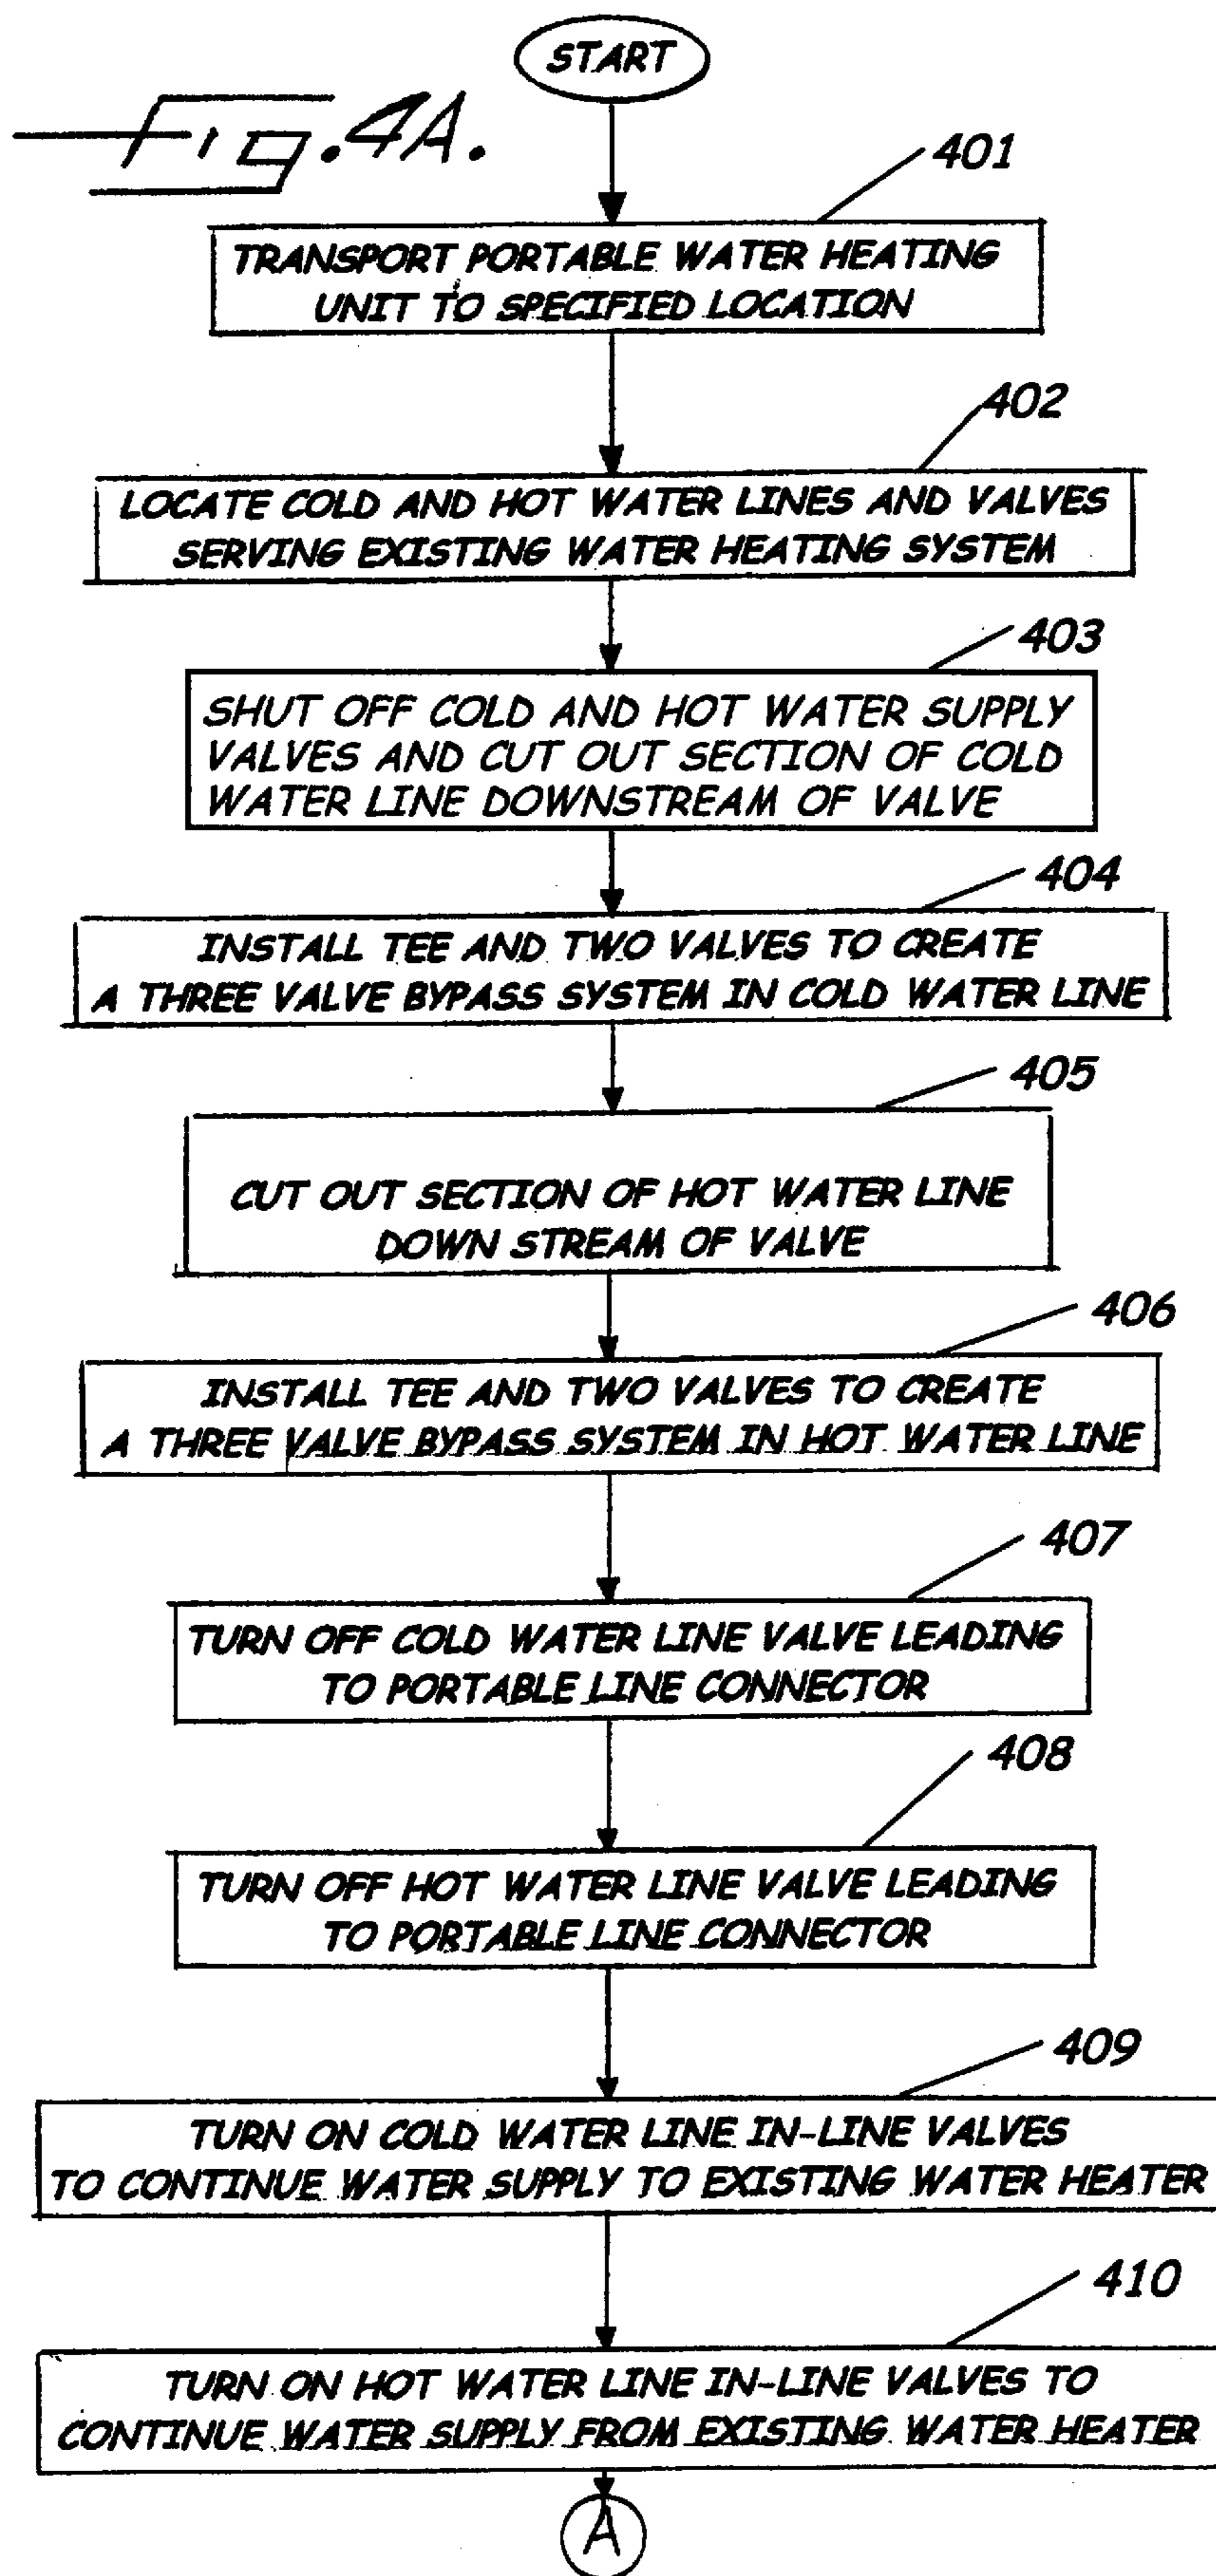 START
Fig. 4A.
401
TRANSPORT PORTABLE WATER HEATING
UNIT TO SPECIFIED LOCATION
402
LOCATE COLD AND HOT WATER LINES AND VALVES
SERVING EXISTING WATER HEATING SYSTEM
403
SHUT OFF COLD AND HOT WATER SUPPLY
VALVES AND CUT OUT SECTION OF COLD
WATER LINE DOWNSTREAM OF VALVE
404
INSTALL TEE AND TWO VALVES TO CREATE
A THREE VALVE BYPASS SYSTEM IN COLD WATER LINE
405
CUT OUT SECTION OF HOT WATER LINE
DOWN STREAM OF VALVE
406
INSTALL TEE AND TWO VALVES TO CREATE
A THREE VALVE BYPASS SYSTEM IN HOT WATER LINE
407
TURN OFF COLD WATER LINE VALVE LEADING
TO PORTABLE LINE CONNECTOR
408
TURN OFF HOT WATER LINE VALVE LEADING
TO PORTABLE LINE CONNECTOR
409
TURN ON COLD WATER LINE IN-LINE VALVES
TO CONTINUE WATER SUPPLY TO EXISTING WATER HEATER
410
TURN ON HOT WATER LINE IN-LINE VALVES TO
CONTINUE WATER SUPPLY FROM EXISTING WATER HEATER
A